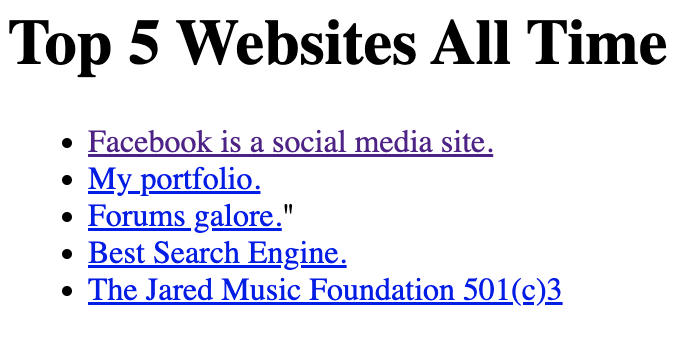 Top 5 Websites All Time
Facebook is a social media site.
My portfolio.
Forums galore."
Best Search Engine.
The Jared Music Foundation 501(c)3